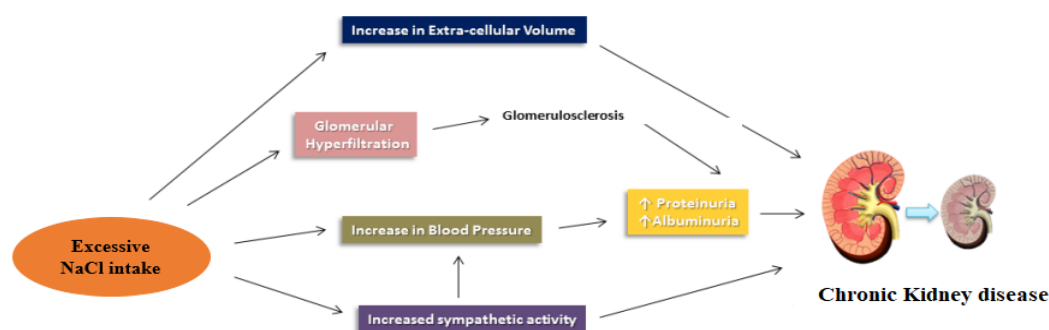 Increase in Extra-cellular Volume
Glomerular
Hyperfiltration
Glomerulosclerosis
↑ Proteinuria
↑Albuminuria
Increase in Blood Pressure
Excessive
NaCl intake
Chronic Kidney disease
Increased sympathetic activity